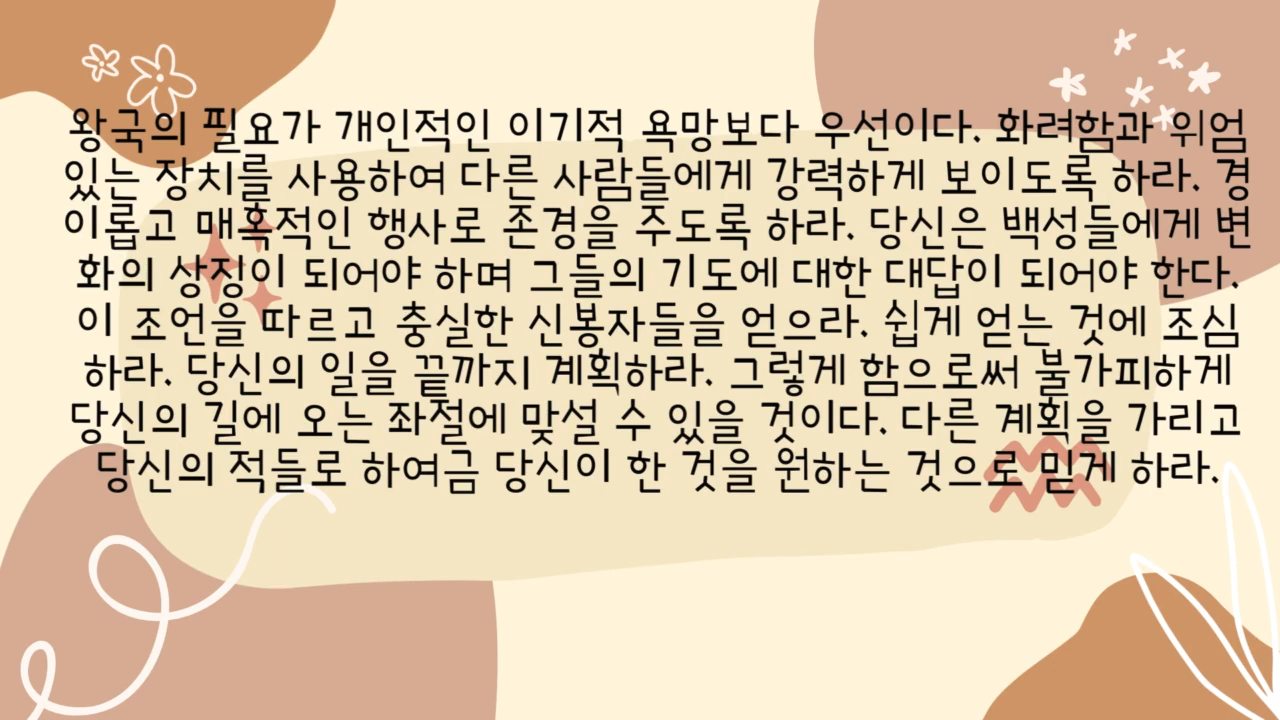 왕국의 필요가 개인적인 이기적 욕망보다 우선이다. 화려함과 위엄
있는 장치를 사용하여 다른 사람들에게 강력하게 보이도록 하라. 경
이롭고 매혹적인 행사로 존경을 주도록 하라. 당신은 백성들에게 변
화의 상징이 되어야 하며 그들의 기도에 대한 대답이 되어야 한다.
이 조언을 따르고 충실한 신봉자들을 얻으라. 쉽게 얻는 것에 조심
하라. 당신의 일을 끝까지 계획하라. 그렇게 함으로써 불가피하게
당신의 길에 오는 좌절에 맞설 수 있을 것이다. 다른 계획을 가리고
당신의 적들로 하여금 당신이 한 것을 원하는 것으로 믿게 하라.